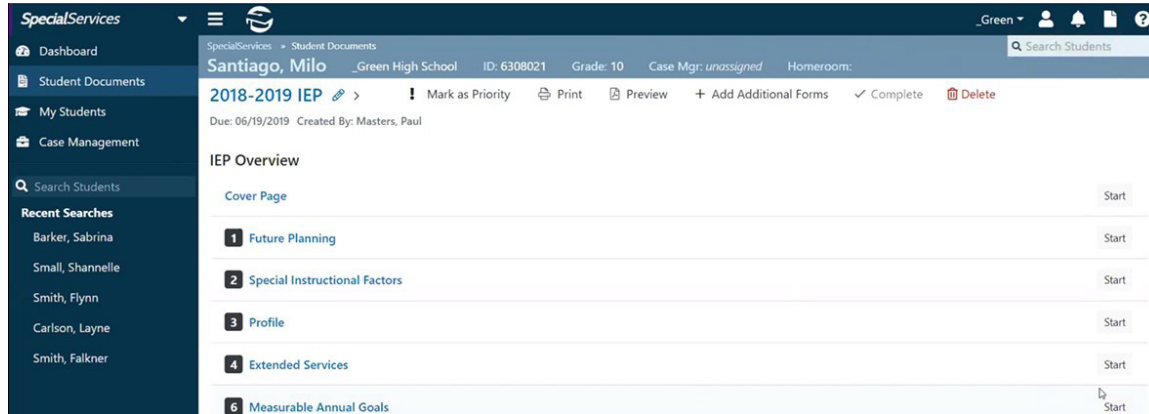 SpecialServices
_Green
Dashboard
Student Documents
My Students
Case Management
Search Students
Recent Searches
Barker, Sabrina
Small, Shannelle
Smith, Flynn
Carlson, Layne
Smith, Falkner
SpecialServices » Student Documents
Search Students
Santiago, Milo _Green High School ID: 6308021 Grade: 10 Case Mgr: unassigned Homeroom:
2018-2019 IEP > ! Mark as Priority Print Preview + Add Additional Forms ✓ Complete Delete
Due: 06/19/2019 Created By: Masters, Paul
IEP Overview
Cover Page Start
1 Future Planning Start
2 Special Instructional Factors Start
3 Profile Start
4 Extended Services Start
6 Measurable Annual Goals Start